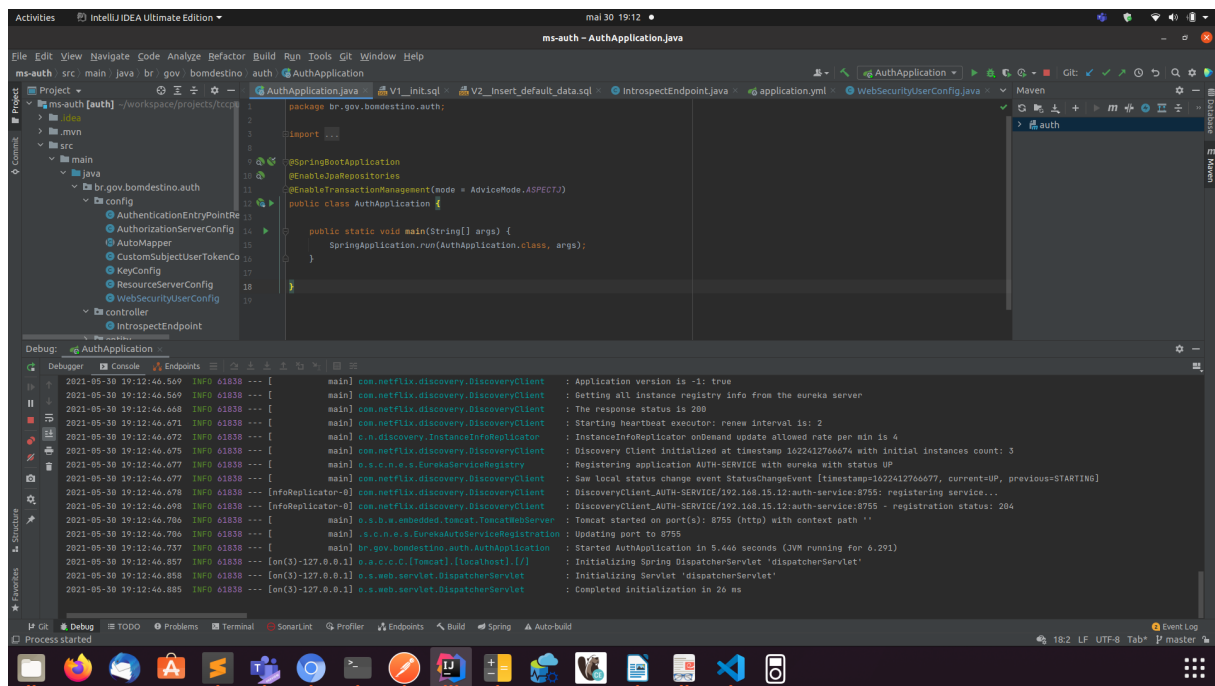 Activities IntelliJ IDEA Ultimate Edition mai 30 19:12
ms-auth – AuthApplication.java
File Edit View Navigate Code Analyze Refactor Build Run Tools Git Window Help
ms-auth src main java br gov bomdestino auth AuthApplication AuthApplication Git:
Project AuthApplication.java V1__init.sql V2__Insert_default_data.sql IntrospectEndpoint.java application.yml WebSecurityUserConfig.java Maven
ms-auth [auth] ~/workspace/projects/tccp
.idea
.mvn
src
main
java
br.gov.bomdestino.auth
config
AuthenticationEntryPointRe
AuthorizationServerConfig
AutoMapper
CustomSubjectUserTokenCo
KeyConfig
ResourceServerConfig
WebSecurityUserConfig
controller
IntrospectEndpoint
entity
1 package br.gov.bomdestino.auth;
2
3 import ...
8
9 @SpringBootApplication
10 @EnableJpaRepositories
11 @EnableTransactionManagement(mode = AdviceMode.ASPECTJ)
12 public class AuthApplication {
13
14 public static void main(String[] args) {
15 SpringApplication.run(AuthApplication.class, args);
16 }
17
18 }
19
auth
Project
Commit
Structure
Favorites
Database
m Maven
Debug: AuthApplication
Debugger Console Endpoints
2021-05-30 19:12:46.569 INFO 61838 --- [ main] com.netflix.discovery.DiscoveryClient : Application version is -1: true
2021-05-30 19:12:46.569 INFO 61838 --- [ main] com.netflix.discovery.DiscoveryClient : Getting all instance registry info from the eureka server
2021-05-30 19:12:46.668 INFO 61838 --- [ main] com.netflix.discovery.DiscoveryClient : The response status is 200
2021-05-30 19:12:46.671 INFO 61838 --- [ main] com.netflix.discovery.DiscoveryClient : Starting heartbeat executor: renew interval is: 2
2021-05-30 19:12:46.672 INFO 61838 --- [ main] c.n.discovery.InstanceInfoReplicator : InstanceInfoReplicator onDemand update allowed rate per min is 4
2021-05-30 19:12:46.675 INFO 61838 --- [ main] com.netflix.discovery.DiscoveryClient : Discovery Client initialized at timestamp 1622412766674 with initial instances count: 3
2021-05-30 19:12:46.677 INFO 61838 --- [ main] o.s.c.n.e.s.EurekaServiceRegistry : Registering application AUTH-SERVICE with eureka with status UP
2021-05-30 19:12:46.677 INFO 61838 --- [ main] com.netflix.discovery.DiscoveryClient : Saw local status change event StatusChangeEvent [timestamp=1622412766677, current=UP, previous=STARTING]
2021-05-30 19:12:46.678 INFO 61838 --- [nfoReplicator-0] com.netflix.discovery.DiscoveryClient : DiscoveryClient_AUTH-SERVICE/192.168.15.12:auth-service:8755: registering service...
2021-05-30 19:12:46.698 INFO 61838 --- [nfoReplicator-0] com.netflix.discovery.DiscoveryClient : DiscoveryClient_AUTH-SERVICE/192.168.15.12:auth-service:8755 - registration status: 204
2021-05-30 19:12:46.706 INFO 61838 --- [ main] o.s.b.w.embedded.tomcat.TomcatWebServer : Tomcat started on port(s): 8755 (http) with context path ''
2021-05-30 19:12:46.706 INFO 61838 --- [ main] .s.c.n.e.s.EurekaAutoServiceRegistration : Updating port to 8755
2021-05-30 19:12:46.737 INFO 61838 --- [ main] br.gov.bomdestino.auth.AuthApplication : Started AuthApplication in 5.446 seconds (JVM running for 6.291)
2021-05-30 19:12:46.857 INFO 61838 --- [on(3)-127.0.0.1] o.a.c.c.C.[Tomcat].[localhost].[/] : Initializing Spring DispatcherServlet 'dispatcherServlet'
2021-05-30 19:12:46.858 INFO 61838 --- [on(3)-127.0.0.1] o.s.web.servlet.DispatcherServlet : Initializing Servlet 'dispatcherServlet'
2021-05-30 19:12:46.885 INFO 61838 --- [on(3)-127.0.0.1] o.s.web.servlet.DispatcherServlet : Completed initialization in 26 ms
Git Debug TODO Problems Terminal SonarLint Profiler Endpoints Build Spring Auto-build 2 Event Log
Process started 18:2 LF UTF-8 Tab* master